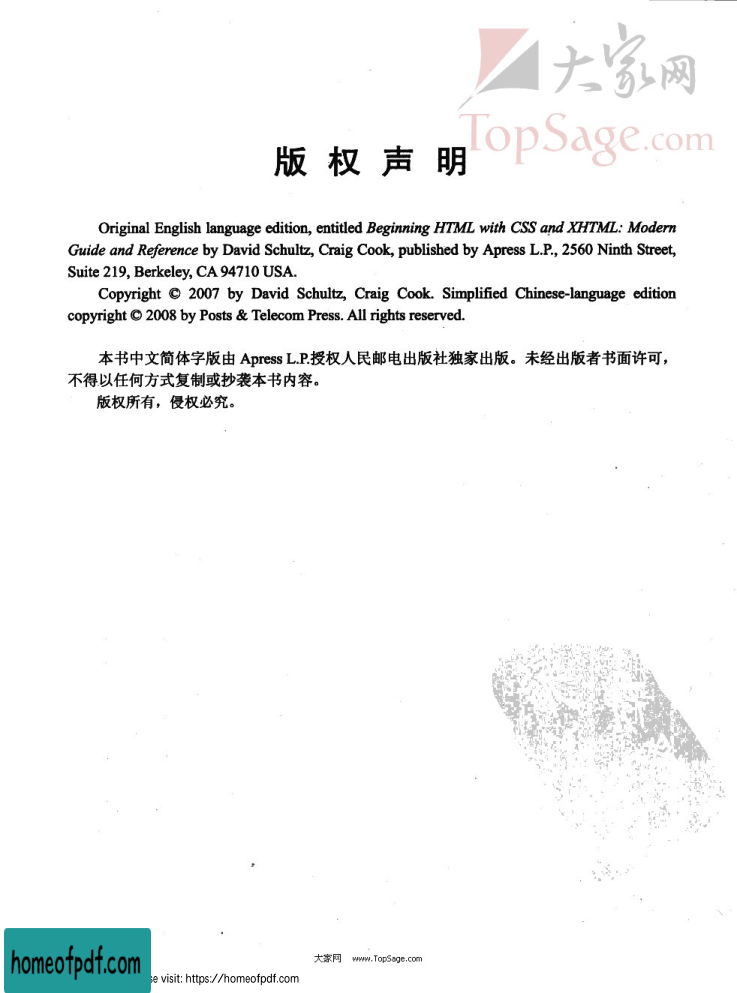 大家网
TopSage.com
版权声明
Original English language edition, entitled Beginning HTML with CSS and XHTML: Modern
Guide and Reference by David Schultz, Craig Cook, published by Apress L.P., 2560 Ninth Street,
Suite 219, Berkeley, CA 94710 USA.
Copyright © 2007 by David Schultz, Craig Cook. Simplified Chinese-language edition
copyright © 2008 by Posts & Telecom Press. All rights reserved.
本书中文简体字版由 Apress L.P.授权人民邮电出版社独家出版。未经出版者书面许可，
不得以任何方式复制或抄袭本书内容。
版权所有，侵权必究。
大家网 www.TopSage.com
homeofpdf.com
se visit: https://homeofpdf.com